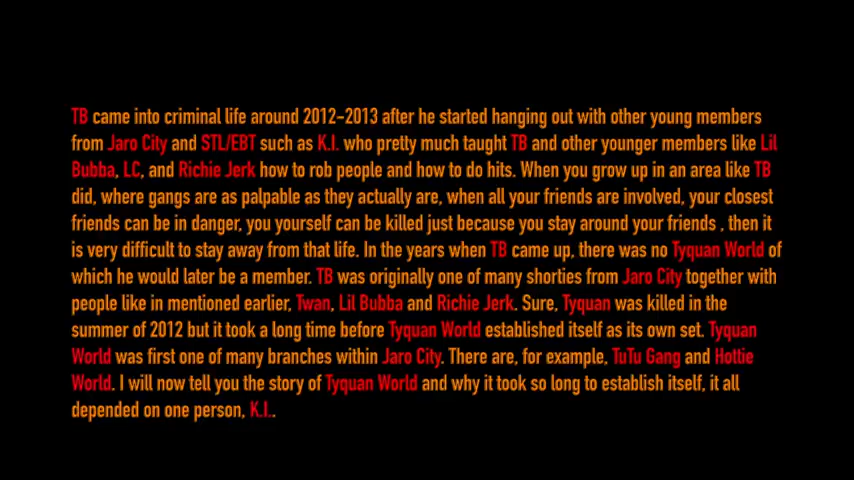 TB came into criminal life around 2012-2013 after he started hanging out with other young members
from Jaro City and STL/EBT such as K.I. who pretty much taught TB and other younger members like Lil
Bubba, LC, and Richie Jerk how to rob people and how to do hits. When you grow up in an area like TB
did, where gangs are as palpable as they actually are, when all your friends are involved, your closest
friends can be in danger, you yourself can be killed just because you stay around your friends , then it
is very difficult to stay away from that life. In the years when TB came up, there was no Tyquan World of
which he would later be a member. TB was originally one of many shorties from Jaro City together with
people like in mentioned earlier, Twan, Lil Bubba and Richie Jerk. Sure, Tyquan was killed in the
summer of 2012 but it took a long time before Tyquan World established itself as its own set. Tyquan
World was first one of many branches within Jaro City. There are, for example, TuTu Gang and Hottie
World. I will now tell you the story of Tyquan World and why it took so long to establish itself, it all
depended on one person, K.I..